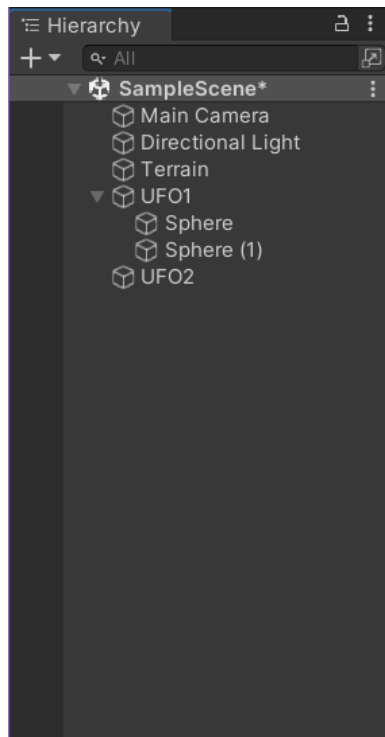 Hierarchy
All
SampleScene*
Main Camera
Directional Light
Terrain
UFO1
Sphere
Sphere (1)
UFO2